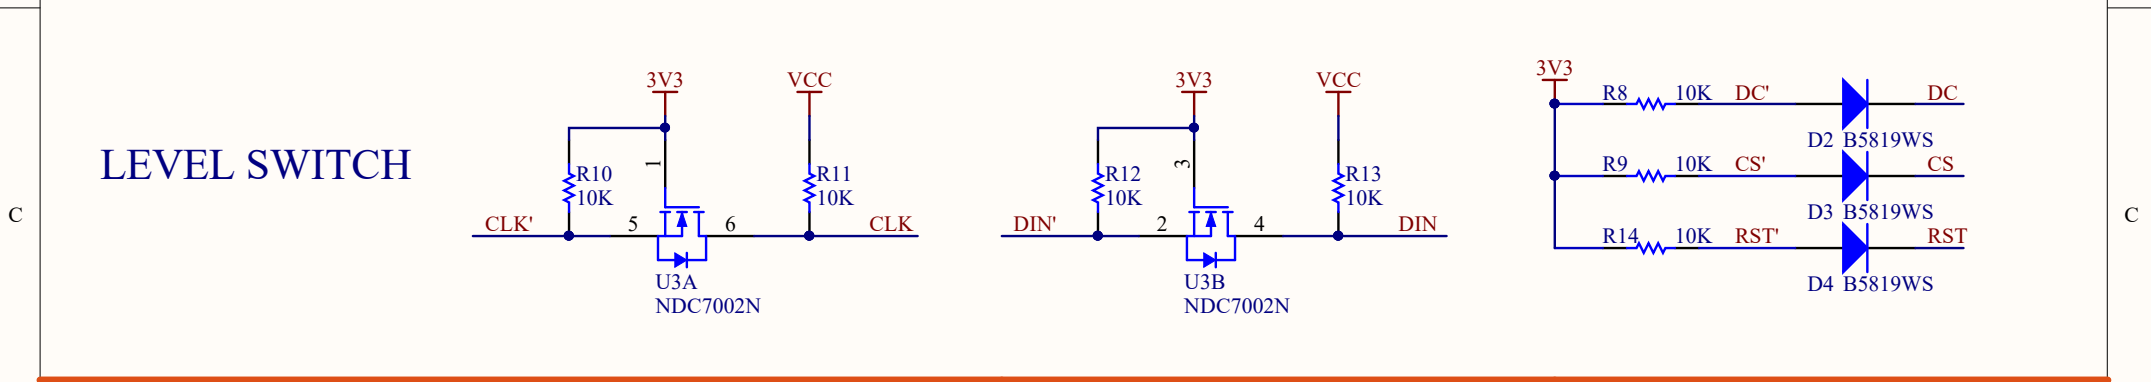 3V3 VCC 3V3 VCC 3V3
R8 10K DC' DC
D2 B5819WS
LEVEL SWITCH
1 3
R9 10K CS' CS
R10 R11 R12 R13
10K 10K 10K 10K
D3 B5819WS
C C
CLK' 5 6 CLK DIN' 2 4 DIN
R14 10K RST' RST
U3A U3B
D4 B5819WS
NDC7002N NDC7002N